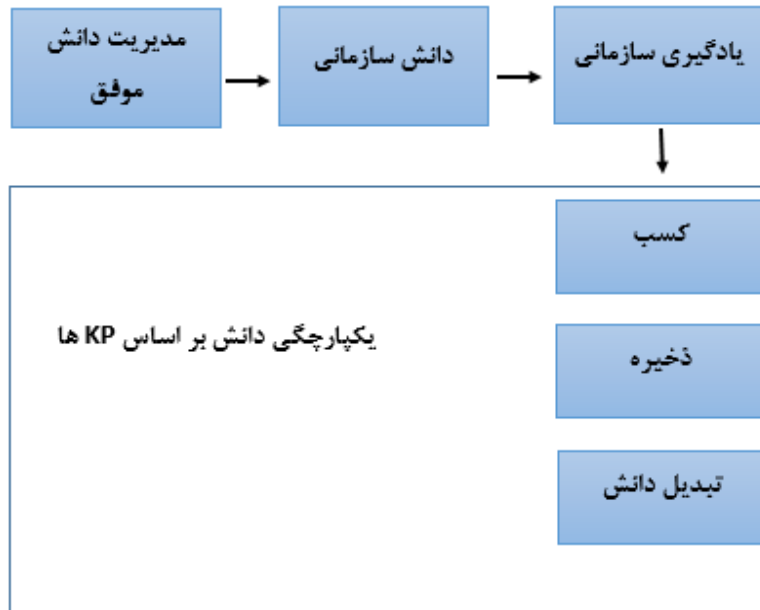 یادگیری سازمانی
دانش سازمانی
مدیریت دانش
موفق
کسب
ذخیره
تبدیل دانش
یکپارچگی دانش بر اساس KP ها